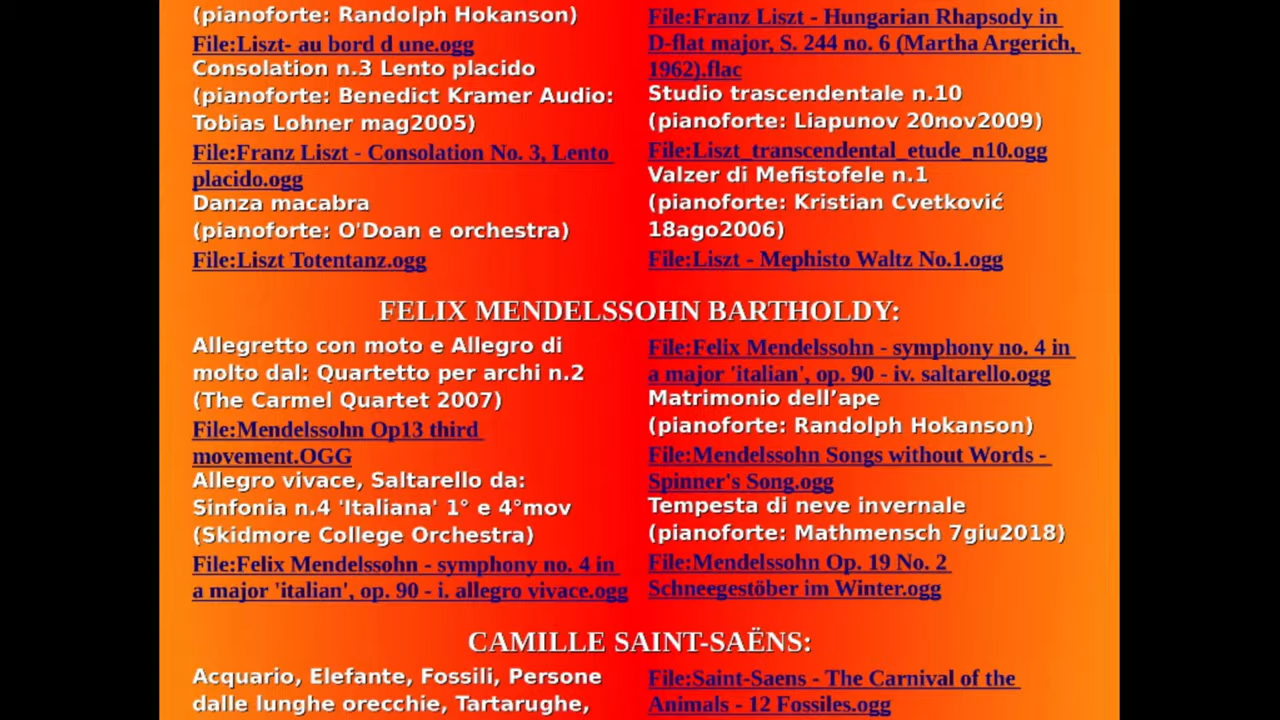 (pianoforte: Randolph Hokanson)
File:Liszt- au bord d une.ogg
Consolation n.3 Lento placido
(pianoforte: Benedict Kramer Audio:
Tobias Lohner mag2005)
File:Franz Liszt - Consolation No. 3, Lento
placido.ogg
Danza macabra
(pianoforte: O'Doan e orchestra)
File:Liszt Totentanz.ogg
File:Franz Liszt - Hungarian Rhapsody in
D-flat major, S. 244 no. 6 (Martha Argerich,
1962).flac
Studio trascendentale n.10
(pianoforte: Liapunov 20nov2009)
File:Liszt_transcendental_etude_n10.ogg
Valzer di Mefistofele n.1
(pianoforte: Kristian Cvetković
18ago2006)
File:Liszt - Mephisto Waltz No.1.ogg
FELIX MENDELSSOHN BARTHOLDY:
Allegretto con moto e Allegro di
molto dal: Quartetto per archi n.2
(The Carmel Quartet 2007)
File:Mendelssohn Op13 third
movement.OGG
Allegro vivace, Saltarello da:
Sinfonia n.4 'Italiana' 1° e 4°mov
(Skidmore College Orchestra)
File:Felix Mendelssohn - symphony no. 4 in
a major 'italian', op. 90 - i. allegro vivace.ogg
File:Felix Mendelssohn - symphony no. 4 in
a major 'italian', op. 90 - iv. saltarello.ogg
Matrimonio dell’ape
(pianoforte: Randolph Hokanson)
File:Mendelssohn Songs without Words -
Spinner's Song.ogg
Tempesta di neve invernale
(pianoforte: Mathmensch 7giu2018)
File:Mendelssohn Op. 19 No. 2
Schneegestöber im Winter.ogg
CAMILLE SAINT-SAËNS:
Acquario, Elefante, Fossili, Persone
dalle lunghe orecchie, Tartarughe,
File:Saint-Saens - The Carnival of the
Animals - 12 Fossiles.ogg